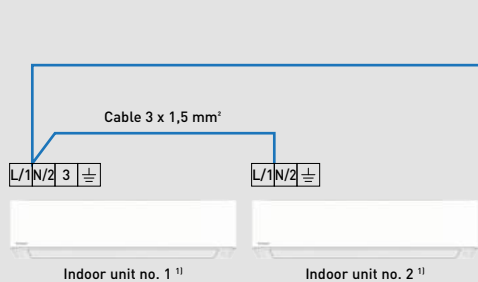 Cable 3 x 1,5 mm²
L/1 N/2 3 L/1 N/2
Indoor unit no. 1 ¹⁾ Indoor unit no. 2 ¹⁾